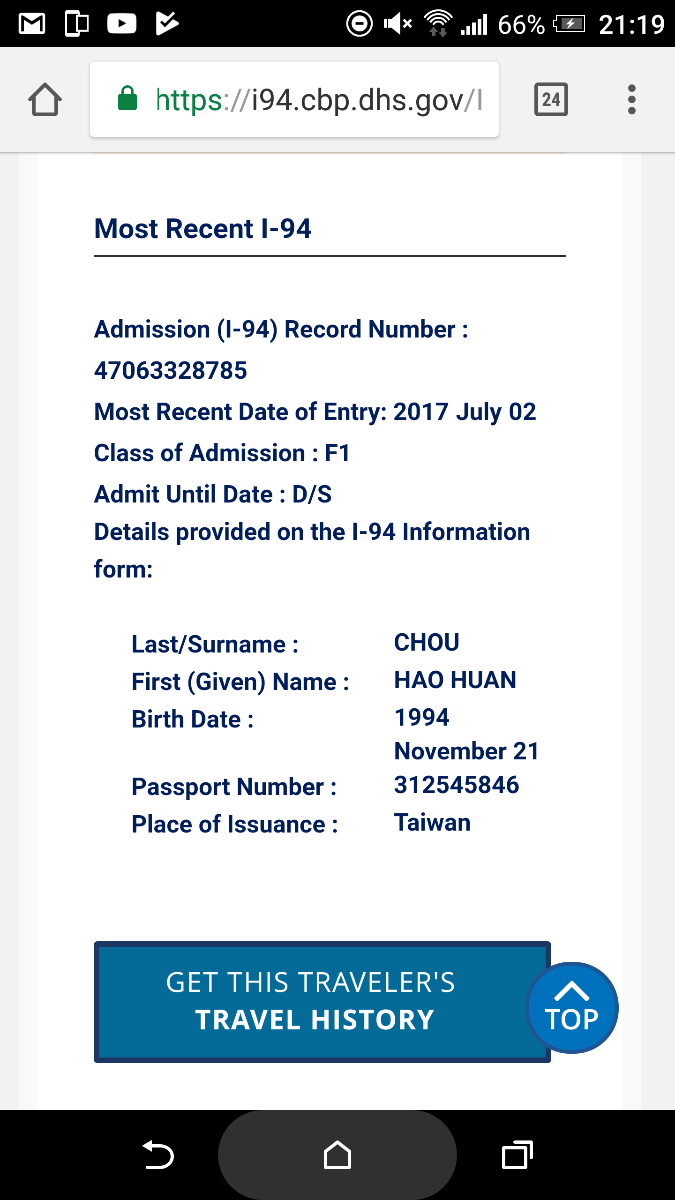 66% 21:19
https://i94.cbp.dhs.gov/I
24
Most Recent I-94
Admission (I-94) Record Number :
47063328785
Most Recent Date of Entry: 2017 July 02
Class of Admission : F1
Admit Until Date : D/S
Details provided on the I-94 Information
form:
Last/Surname : CHOU
First (Given) Name : HAO HUAN
Birth Date : 1994
November 21
Passport Number : 312545846
Place of Issuance : Taiwan
GET THIS TRAVELER'S
TRAVEL HISTORY
TOP